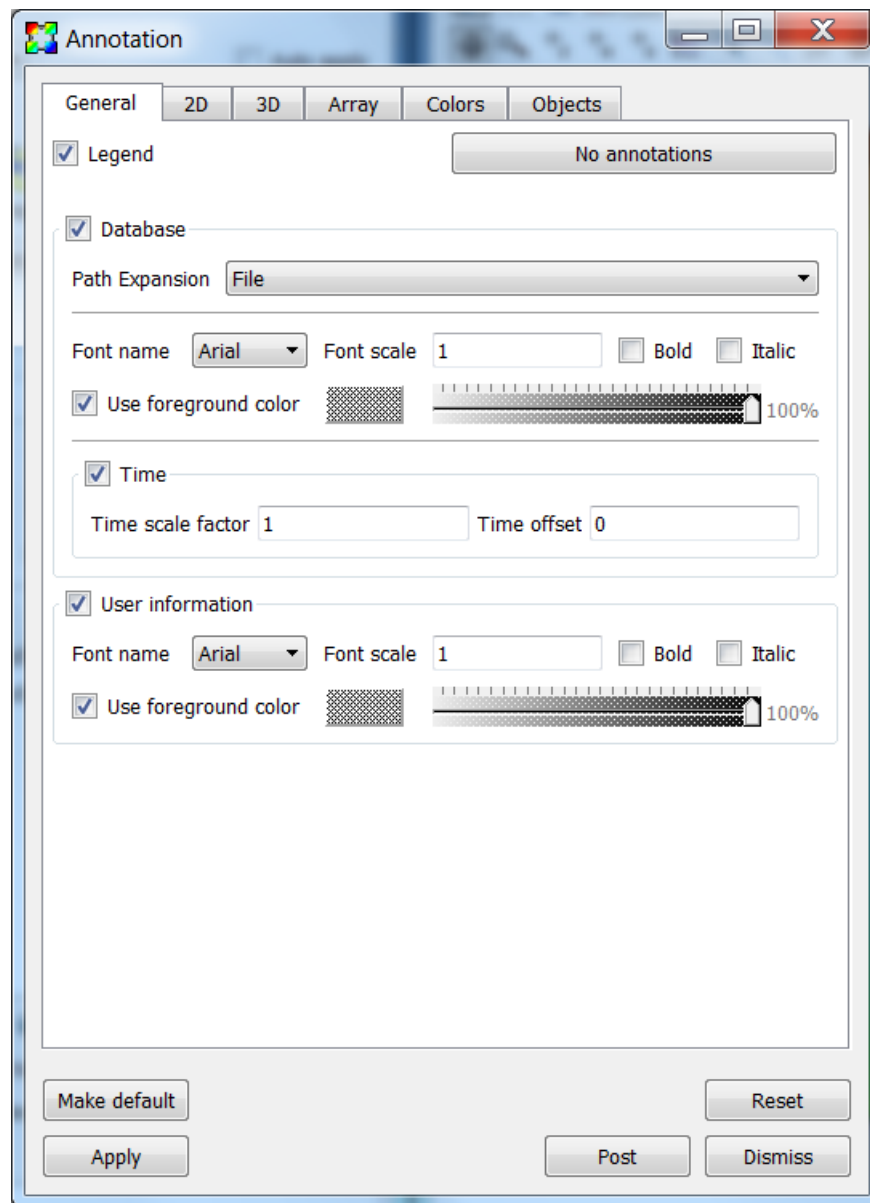 Annotation
General 2D 3D Array Colors Objects
Legend No annotations
Database
Path Expansion File
Font name Arial Font scale 1 Bold Italic
Use foreground color 100%
Time
Time scale factor 1 Time offset 0
User information
Font name Arial Font scale 1 Bold Italic
Use foreground color 100%
Make default Reset
Apply Post Dismiss